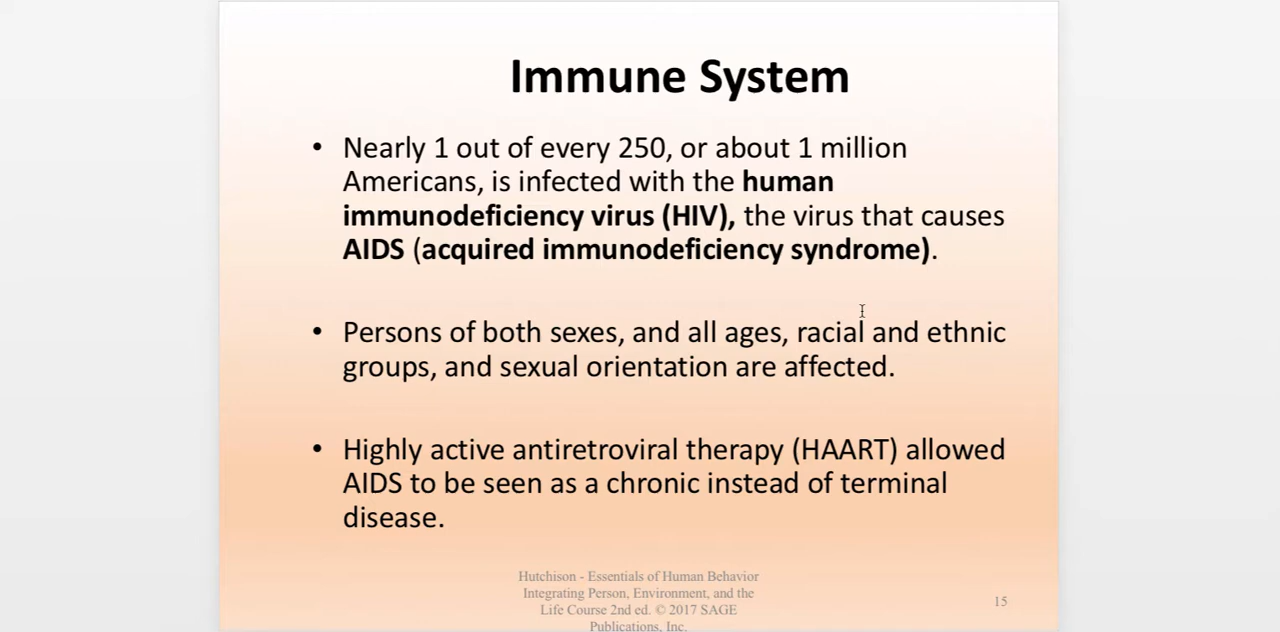 Immune System
• Nearly 1 out of every 250, or about 1 million
Americans, is infected with the human
immunodeficiency virus (HIV), the virus that causes
AIDS (acquired immunodeficiency syndrome).
• Persons of both sexes, and all ages, racial and ethnic
groups, and sexual orientation are affected.
• Highly active antiretroviral therapy (HAART) allowed
AIDS to be seen as a chronic instead of terminal
disease.
Hutchison - Essentials of Human Behavior
Integrating Person, Environment, and the
Life Course 2nd ed. © 2017 SAGE
Publications, Inc.
15